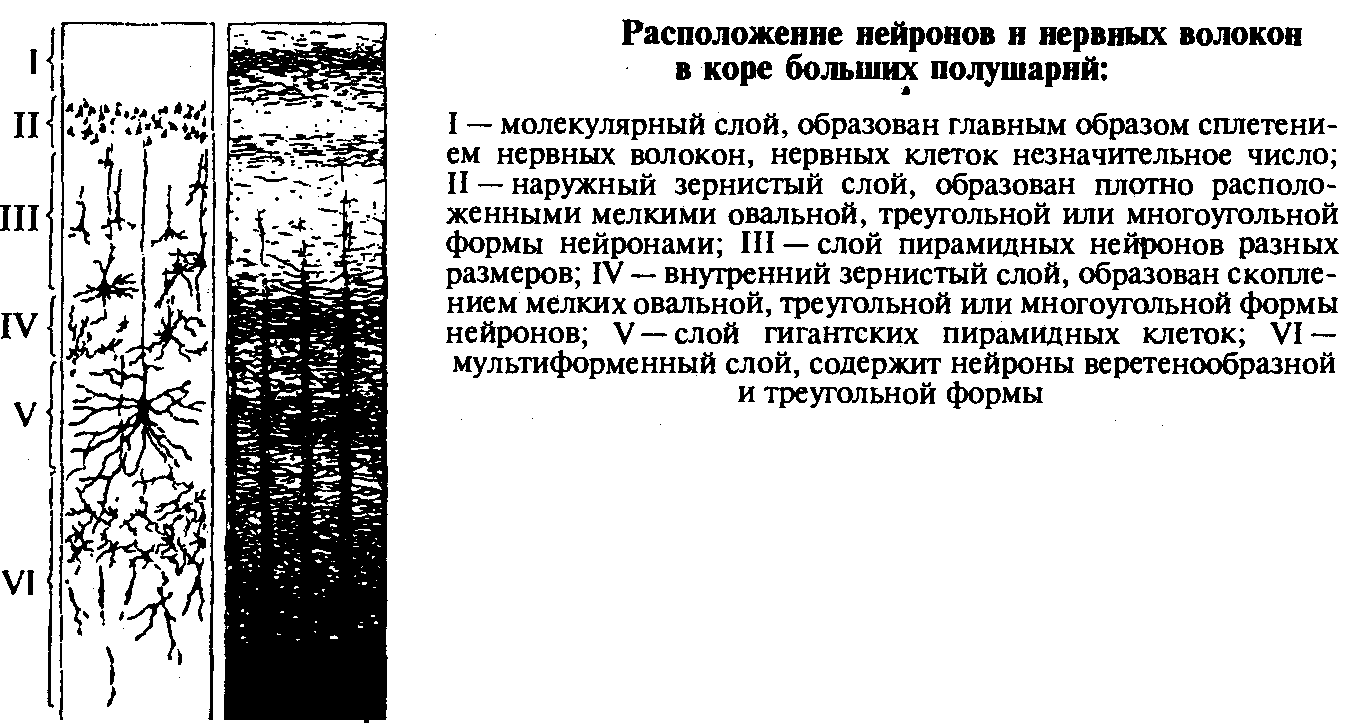 I
II
III
IV
V
VI
Расположение нейронов и нервных волокон
в коре больших полушарий:
I — молекулярный слой, образован главным образом сплетени-
ем нервных волокон, нервных клеток незначительное число;
II — наружный зернистый слой, образован плотно располо-
женными мелкими овальной, треугольной или многоугольной
формы нейронами; III — слой пирамидных нейронов разных
размеров; IV — внутренний зернистый слой, образован скопле-
нием мелких овальной, треугольной или многоугольной формы
нейронов; V — слой гигантских пирамидных клеток; VI —
мультиформенный слой, содержит нейроны веретенообразной
и треугольной формы